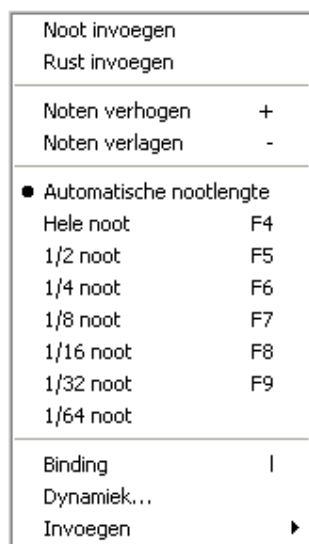 Noot invoegen
Rust invoegen
Noten verhogen +
Noten verlagen -
Automatische nootlengte
Hele noot F4
1/2 noot F5
1/4 noot F6
1/8 noot F7
1/16 noot F8
1/32 noot F9
1/64 noot
Binding l
Dynamiek...
Invoegen